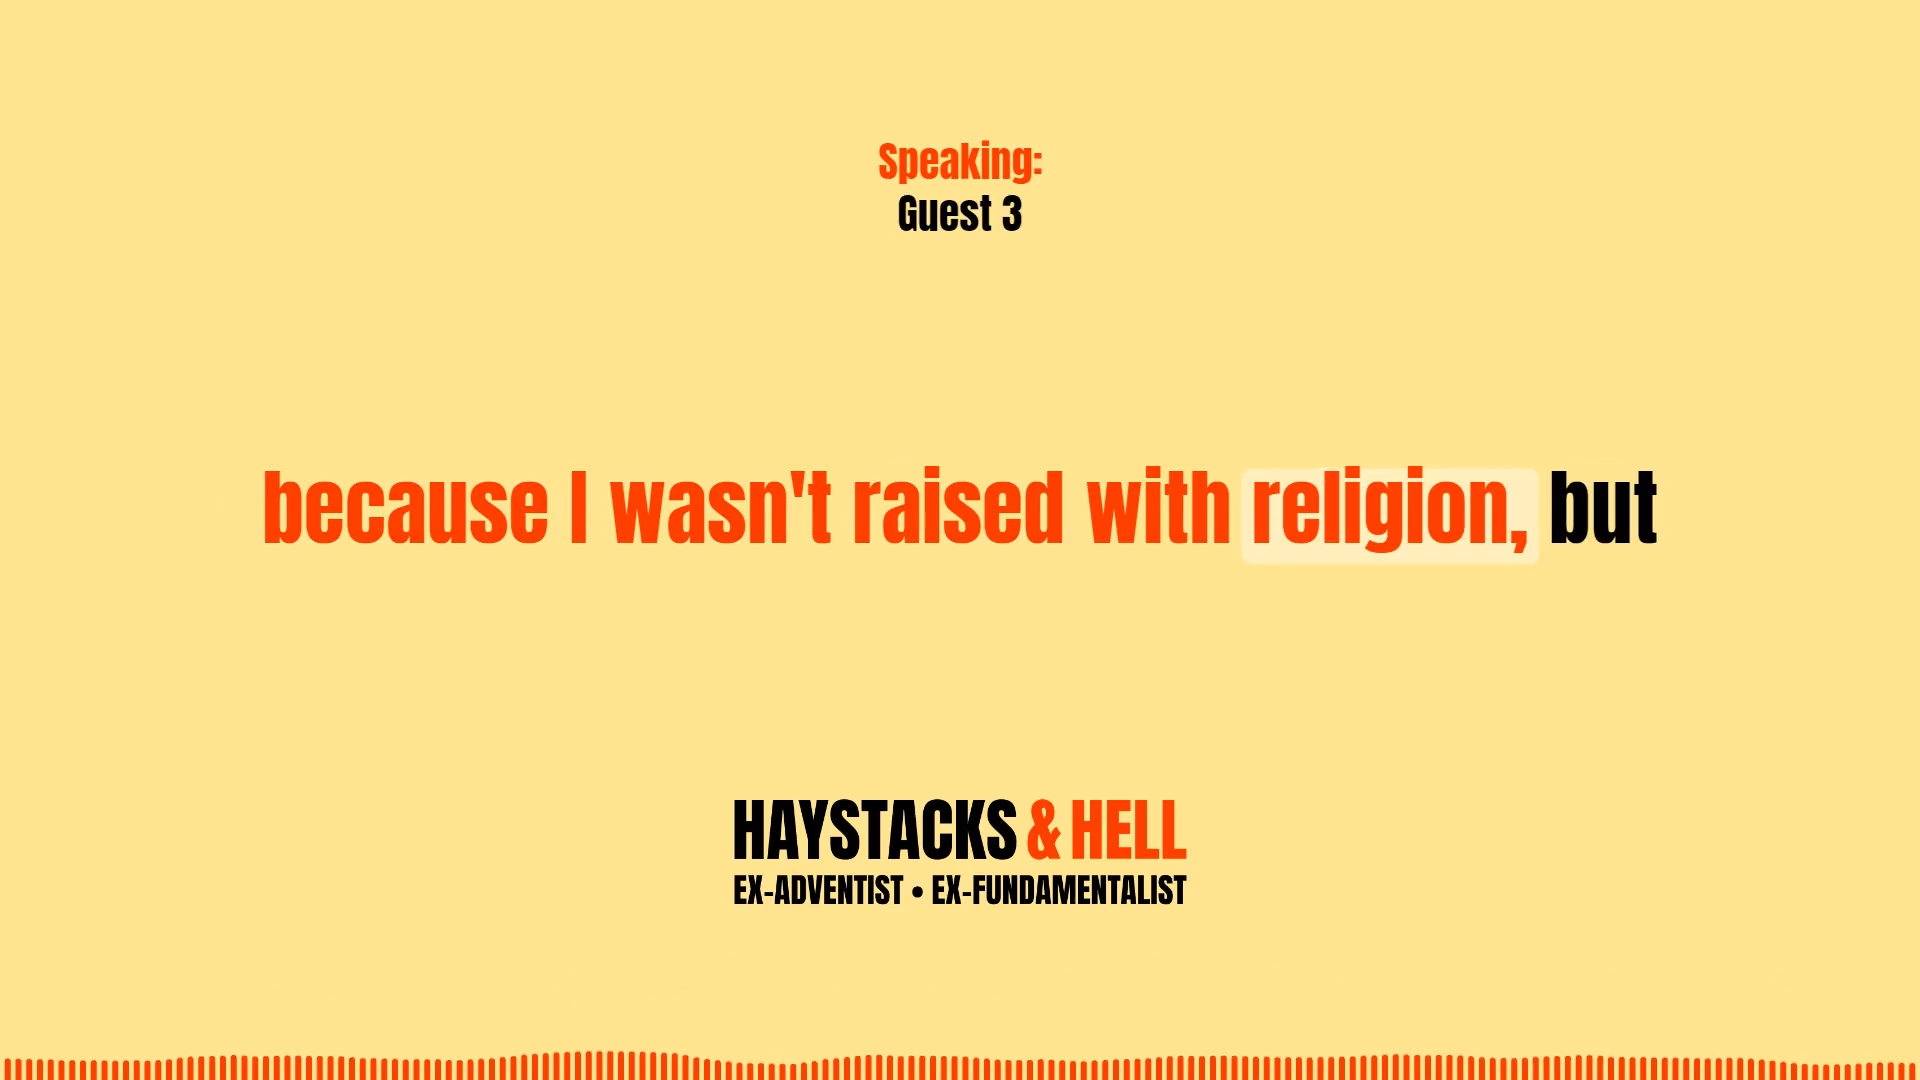 Speaking:
Guest 3
because I wasn't raised with religion, but
HAYSTACKS & HELL
EX-ADVENTIST • EX-FUNDAMENTALIST